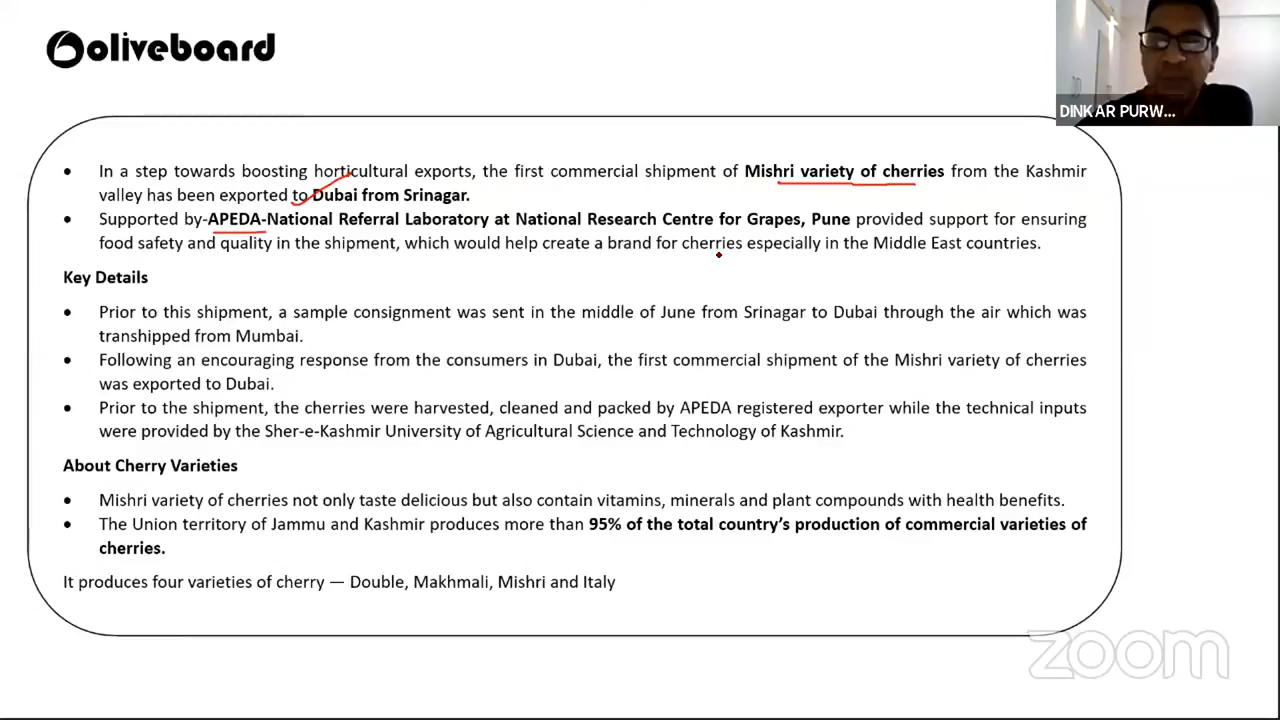 oliveboard
DINKAR PURW...
• In a step towards boosting horticultural exports, the first commercial shipment of Mishri variety of cherries from the Kashmir
valley has been exported to Dubai from Srinagar.
• Supported by-APEDA-National Referral Laboratory at National Research Centre for Grapes, Pune provided support for ensuring
food safety and quality in the shipment, which would help create a brand for cherries especially in the Middle East countries.
Key Details
• Prior to this shipment, a sample consignment was sent in the middle of June from Srinagar to Dubai through the air which was
transhipped from Mumbai.
• Following an encouraging response from the consumers in Dubai, the first commercial shipment of the Mishri variety of cherries
was exported to Dubai.
• Prior to the shipment, the cherries were harvested, cleaned and packed by APEDA registered exporter while the technical inputs
were provided by the Sher-e-Kashmir University of Agricultural Science and Technology of Kashmir.
About Cherry Varieties
• Mishri variety of cherries not only taste delicious but also contain vitamins, minerals and plant compounds with health benefits.
• The Union territory of Jammu and Kashmir produces more than 95% of the total country’s production of commercial varieties of
cherries.
It produces four varieties of cherry — Double, Makhmali, Mishri and Italy
zoom